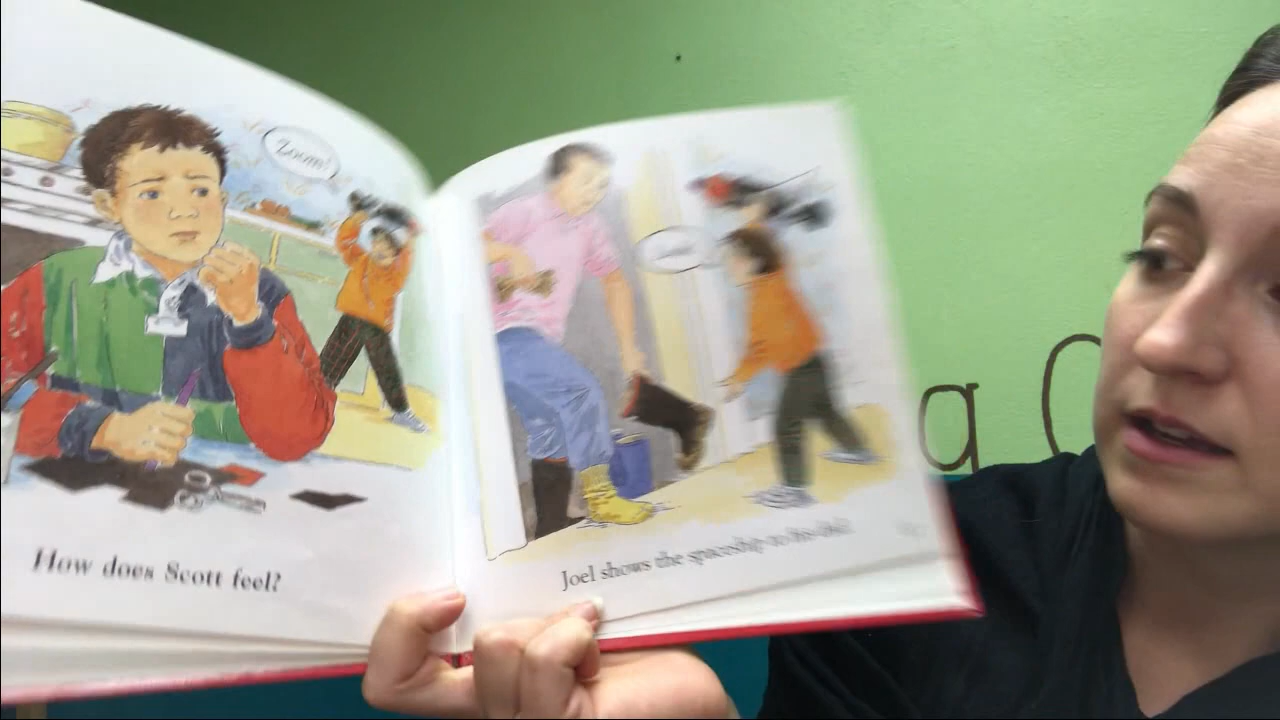 Zoom!
How does Scott feel?
Joel shows the spaceship to his dad.
a